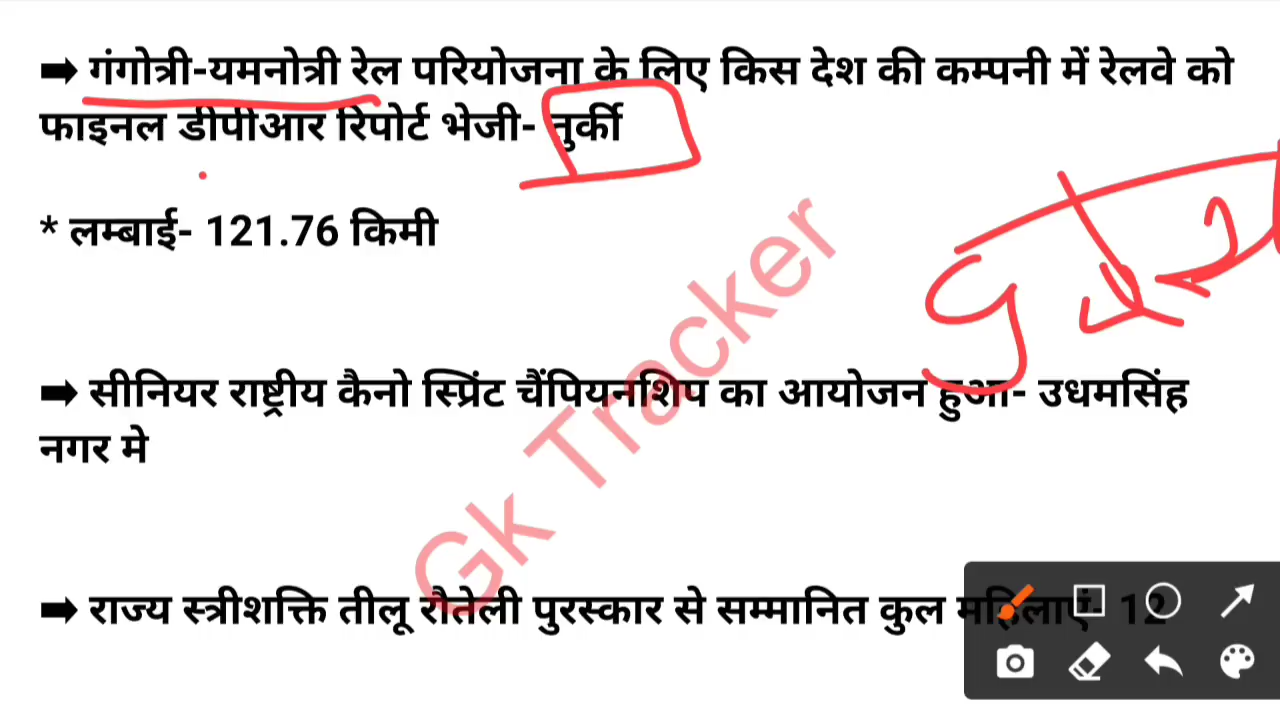 ➡ गंगोत्री-यमनोत्री रेल परियोजना के लिए किस देश की कम्पनी में रेलवे को
फाइनल डीपीआर रिपोर्ट भेजी- तुर्की
* लम्बाई- 121.76 किमी
➡ सीनियर राष्ट्रीय कैनो स्प्रिंट चैंपियनशिप का आयोजन हुआ- उधमसिंह
नगर मे
➡ राज्य स्त्रीशक्ति तीलू रौतेली पुरस्कार से सम्मानित कुल महिलाएं- 12
Gk Tracker